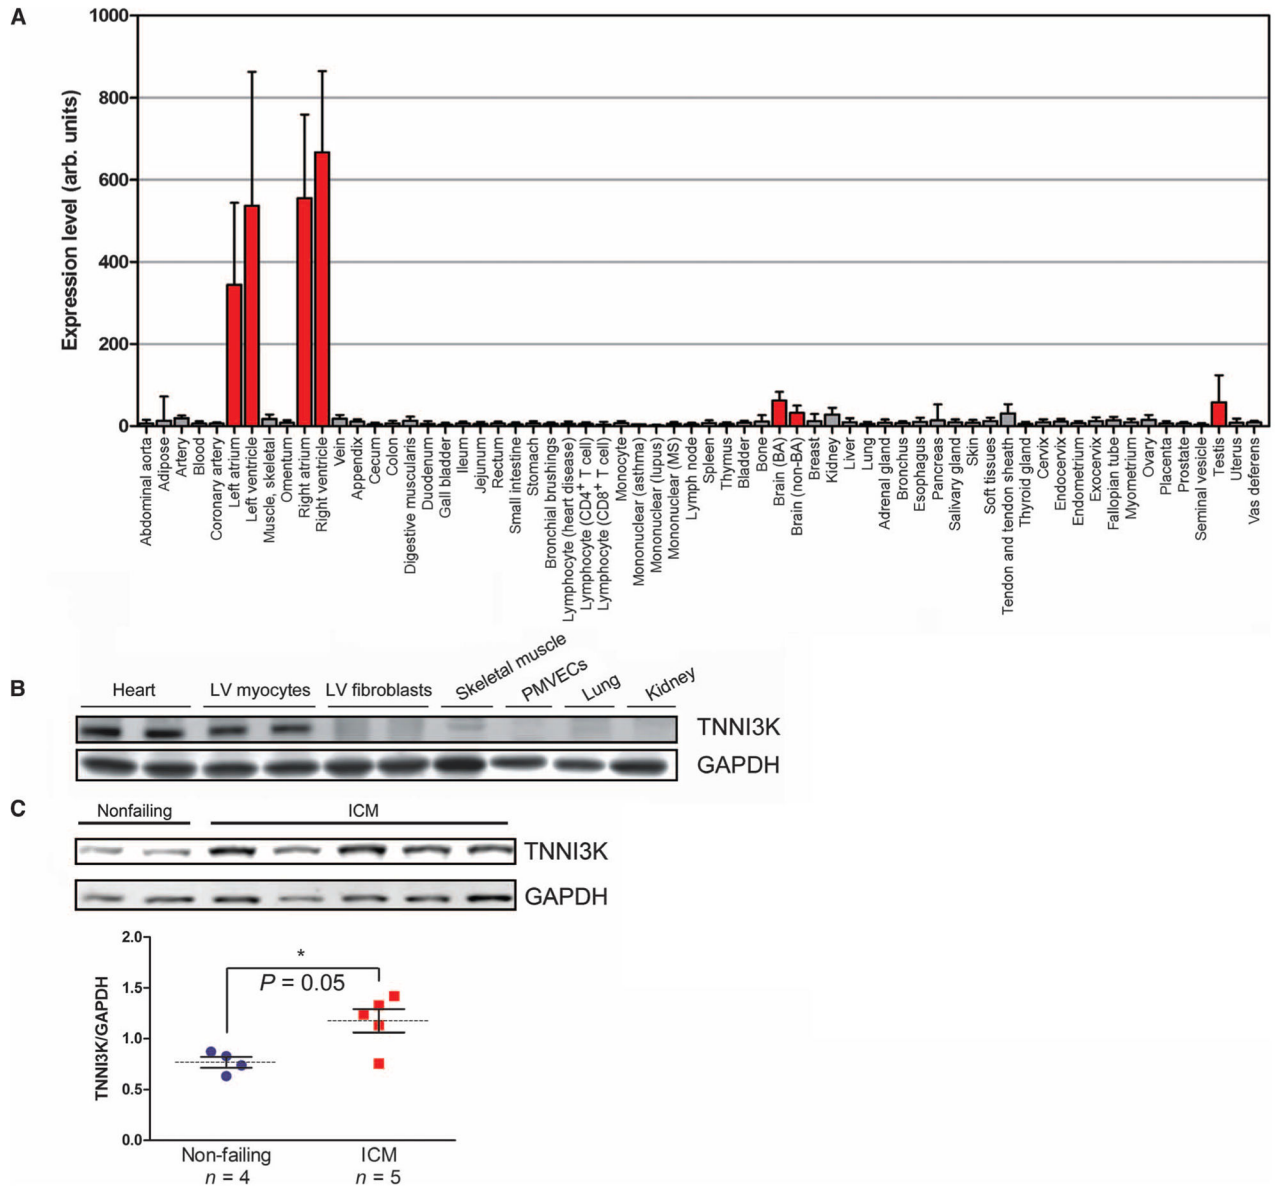 A
1000
800
600
400
200
0
Expression level (arb. units)
Abdominal aorta
Adipose
Artery
Blood
Coronary artery
Left atrium
Left ventricle
Muscle, skeletal
Omentum
Right atrium
Right ventricle
Vein
Appendix
Cecum
Colon
Digestive muscularis
Duodenum
Gall bladder
Ileum
Jejunum
Rectum
Small intestine
Stomach
Bronchial brushings
Lymphocyte (heart disease)
Lymphocyte (CD4+ T cell)
Lymphocyte (CD8+ T cell)
Monocyte
Mononuclear (asthma)
Mononuclear (lupus)
Mononuclear (MS)
Lymph node
Spleen
Thymus
Bladder
Bone
Brain (BA)
Brain (non-BA)
Breast
Kidney
Liver
Lung
Adrenal gland
Bronchus
Esophagus
Pancreas
Salivary gland
Skin
Soft tissues
Tendon and tendon sheath
Thyroid gland
Cervix
Endocervix
Endometrium
Exocervix
Fallopian tube
Myometrium
Ovary
Placenta
Prostate
Seminal vesicle
Testis
Uterus
Vas deferens
B
Heart
LV myocytes
LV fibroblasts
Skeletal muscle
PMVECs
Lung
Kidney
TNNI3K
GAPDH
C
Nonfailing
ICM
TNNI3K
GAPDH
2.0
1.5
1.0
0.5
0.0
TNNI3K/GAPDH
*
P = 0.05
Non-failing
n = 4
ICM
n = 5